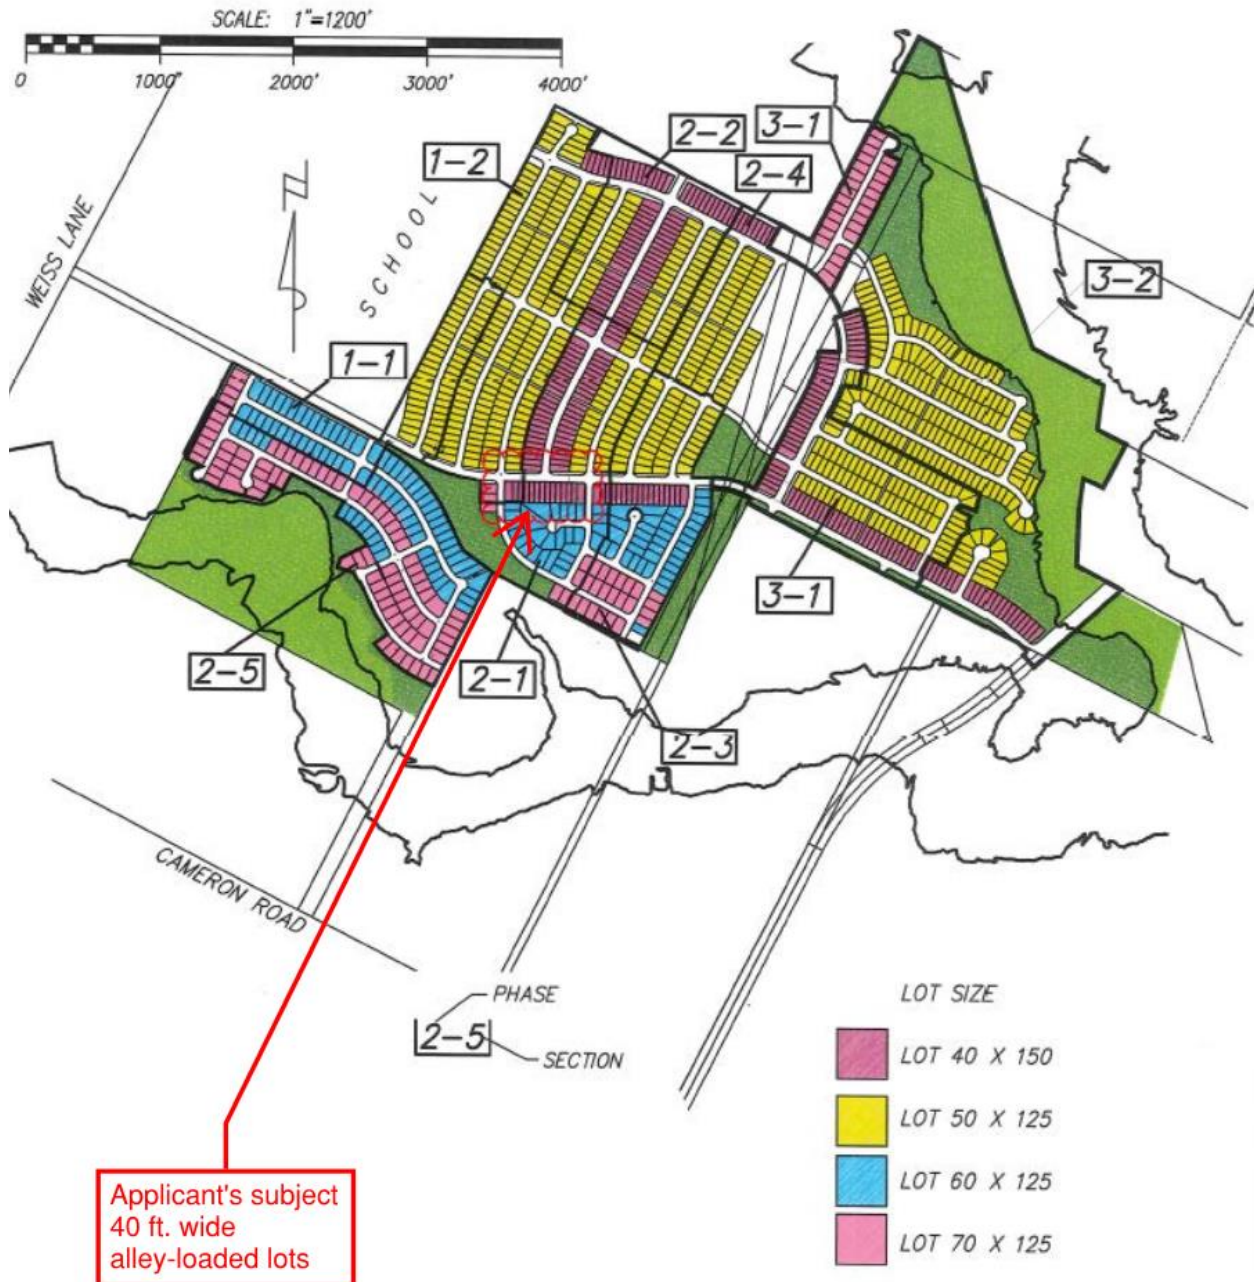 SCALE: 1"=1200'
0 1000" 2000' 3000' 4000'
2-2
3-1
1-2
2-4
SCHOOL
WEISS LANE
N
3-2
1-1
3-1
2-5
2-1
2-3
CAMERON ROAD
PHASE
2-5
SECTION
LOT SIZE
LOT 40 X 150
LOT 50 X 125
LOT 60 X 125
LOT 70 X 125
Applicant's subject
40 ft. wide
alley-loaded lots